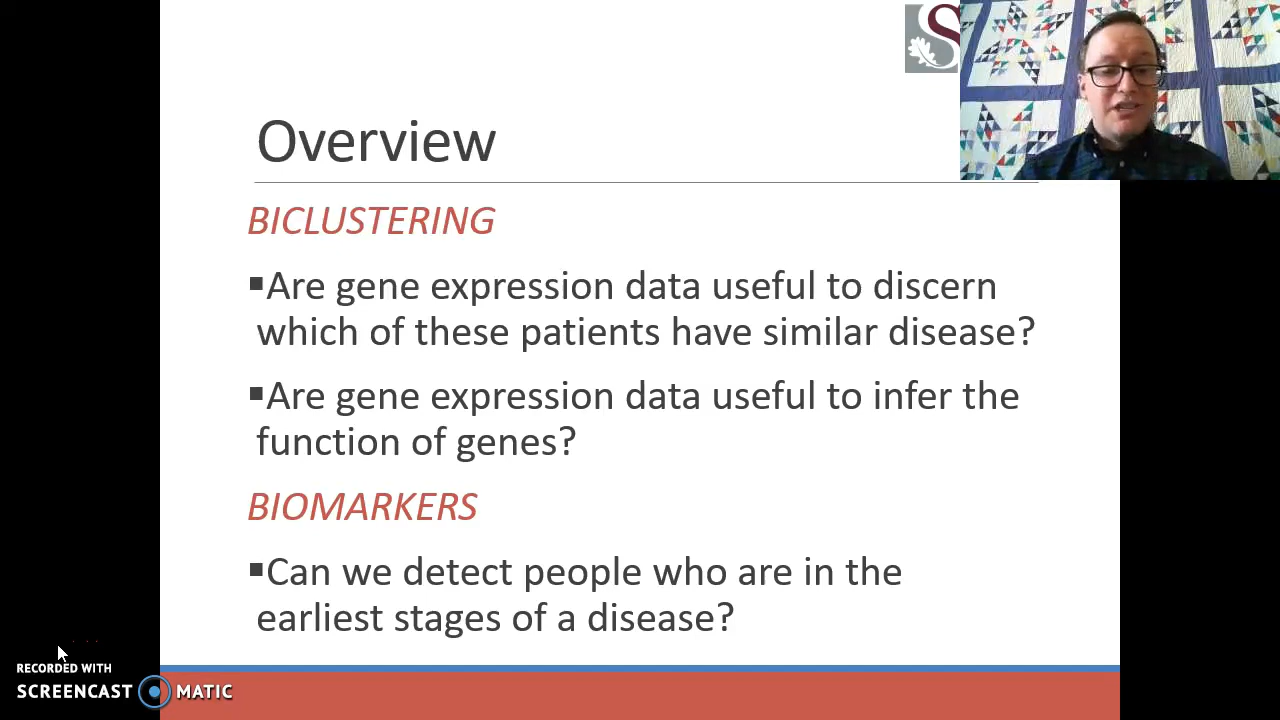 Overview
BICLUSTERING
▪Are gene expression data useful to discern
which of these patients have similar disease?
▪Are gene expression data useful to infer the
function of genes?
BIOMARKERS
▪Can we detect people who are in the
earliest stages of a disease?
RECORDED WITH
SCREENCAST MATIC
S